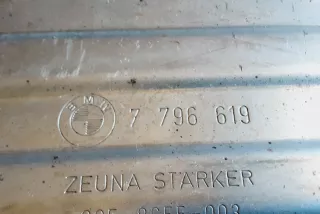 BMW 7 796 619
ZEUNA STÄRKER